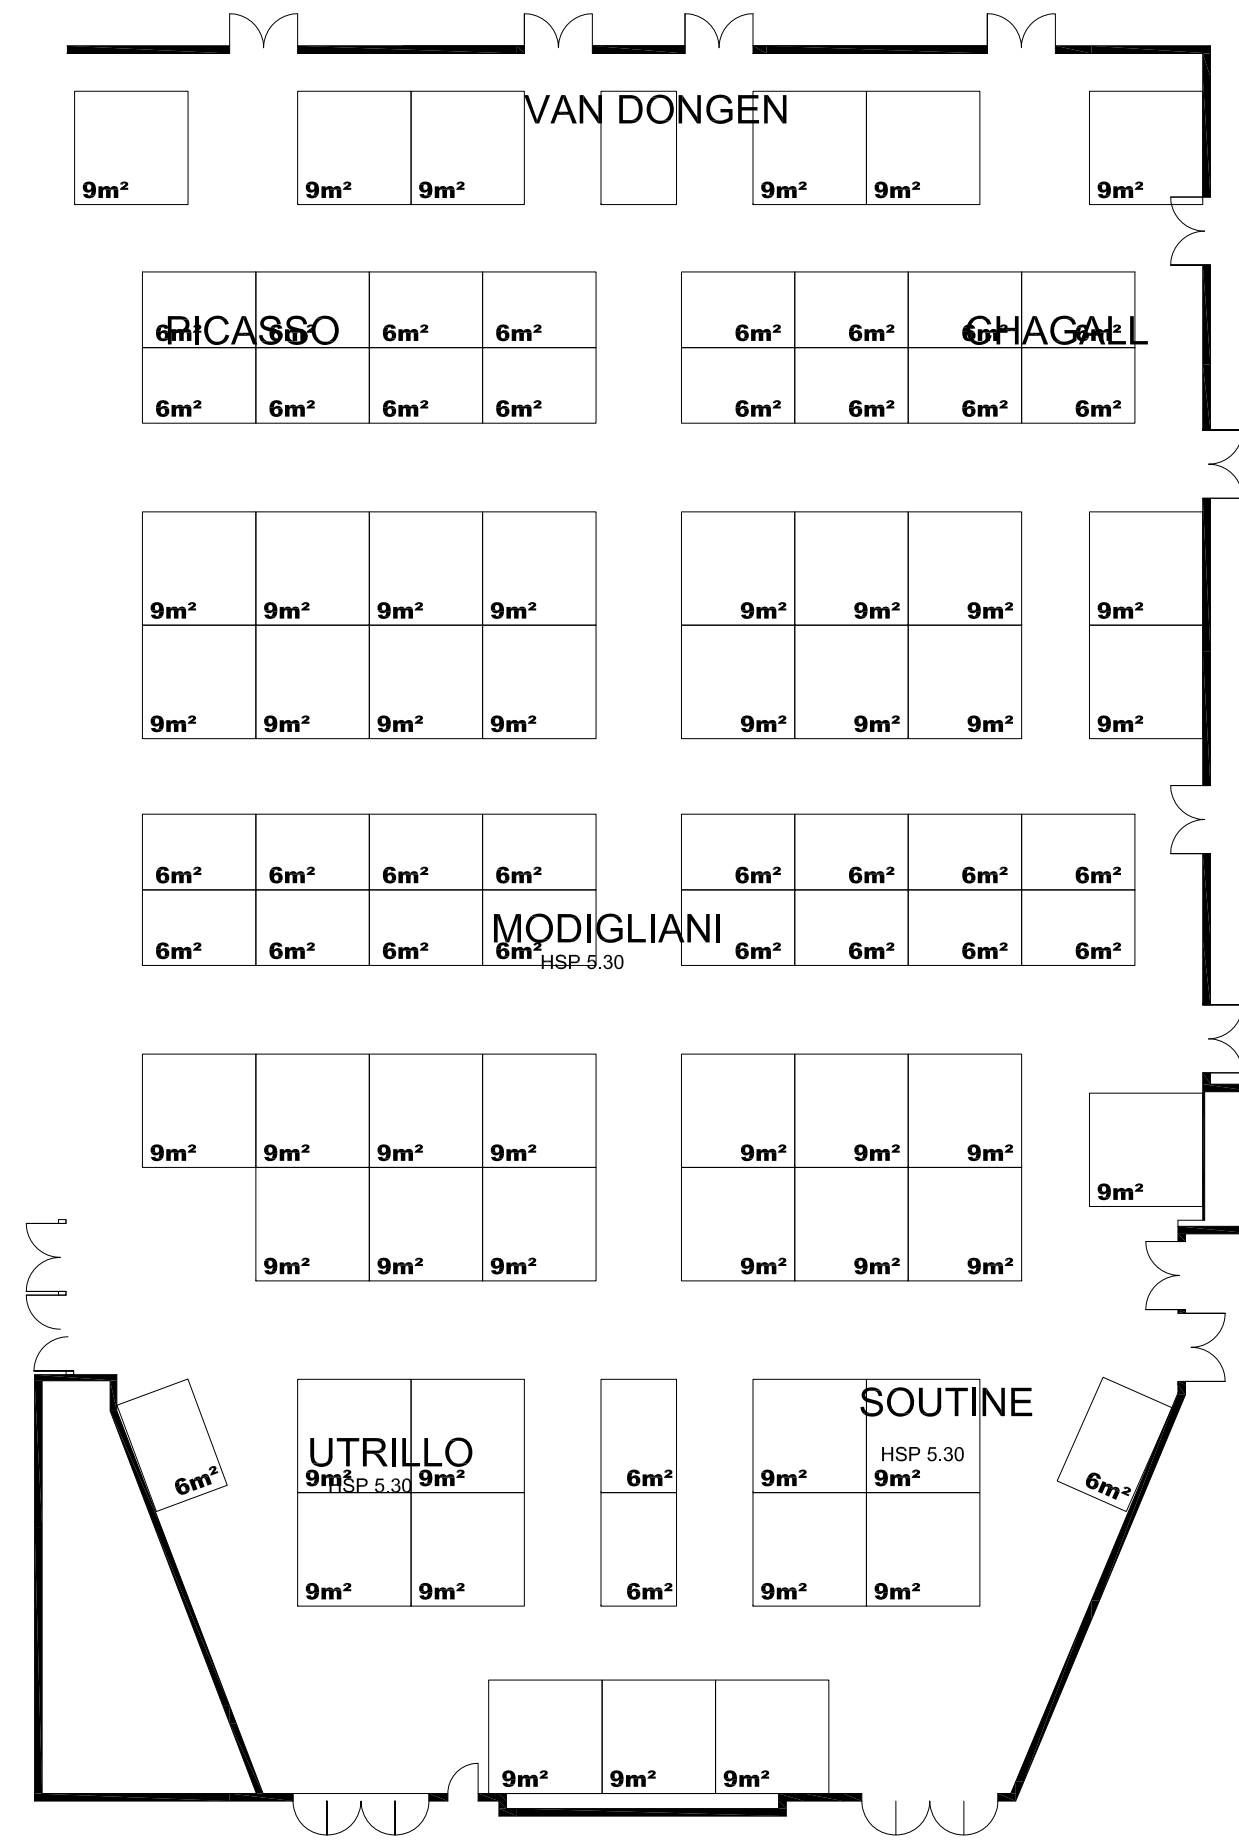 VAN DONGEN
9m² 9m² 9m² 9m² 9m² 9m²
PICASSO CHAGALL
6m² 6m² 6m² 6m² 6m² 6m² 6m² 6m²
6m² 6m² 6m² 6m² 6m² 6m² 6m² 6m²
9m² 9m² 9m² 9m² 9m² 9m² 9m² 9m²
9m² 9m² 9m² 9m² 9m² 9m² 9m² 9m²
6m² 6m² 6m² 6m² 6m² 6m² 6m² 6m²
MODIGLIANI
6m² 6m² 6m² 6m² 6m² 6m² 6m² 6m²
HSP 5.30
9m² 9m² 9m² 9m² 9m² 9m² 9m²
9m²
9m² 9m² 9m² 9m² 9m² 9m²
SOUTINE
UTRILLO HSP 5.30
6m² 9m² 9m² 6m² 9m² 9m² 6m²
HSP 5.30
9m² 9m² 6m² 9m² 9m²
9m² 9m² 9m²